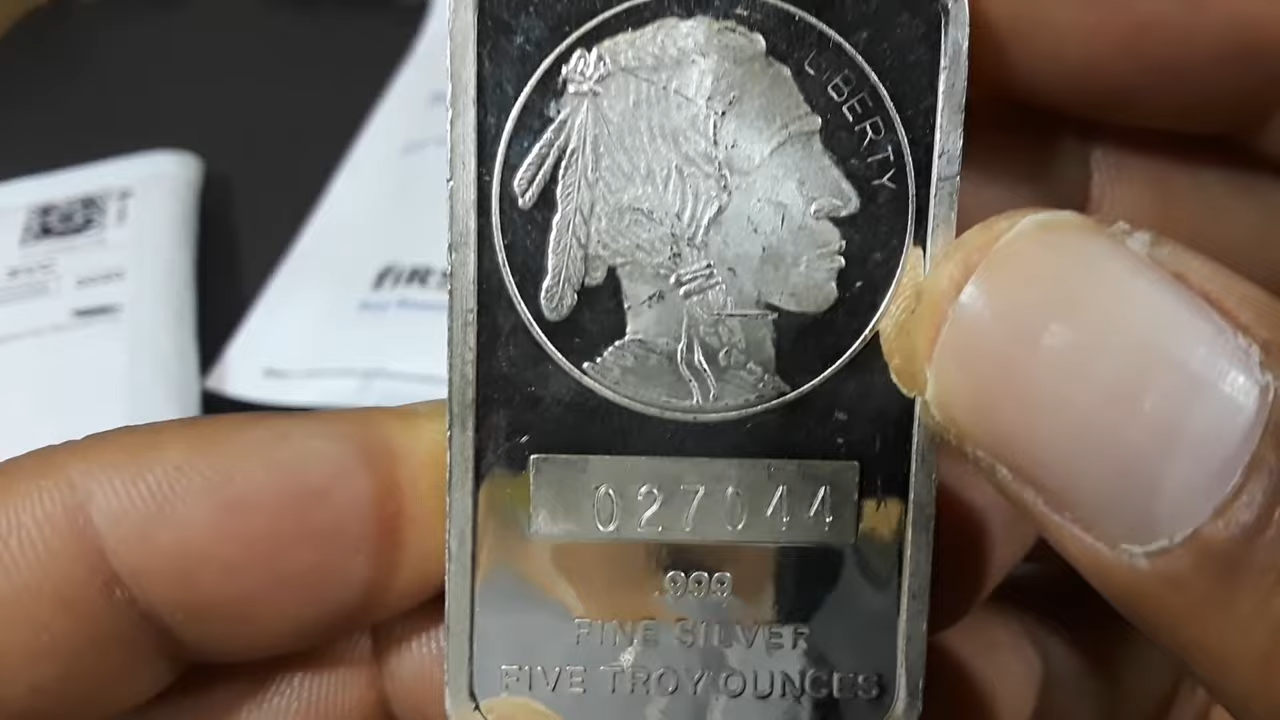 LIBERTY
027044
.999
FINE SILVER
FIVE TROY OUNCES